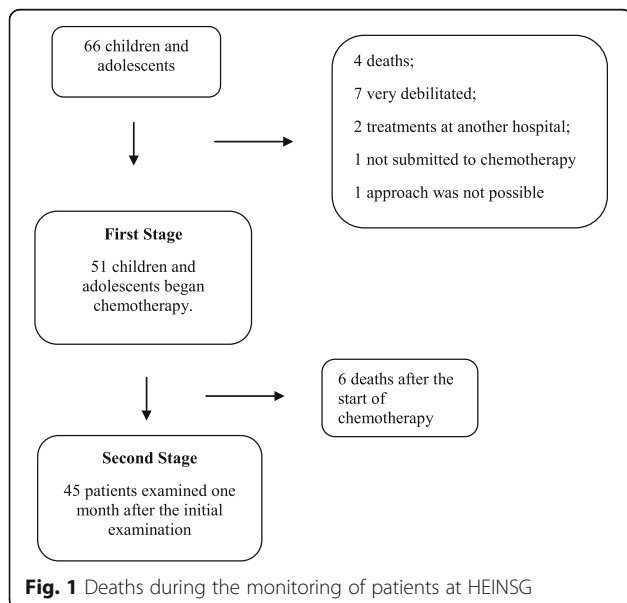 66 children and
adolescents
4 deaths;
7 very debilitated;
2 treatments at another hospital;
1 not submitted to chemotherapy
1 approach was not possible
First Stage
51 children and
adolescents began
chemotherapy.
6 deaths after the
start of
chemotherapy
Second Stage
45 patients examined one
month after the initial
examination
Fig. 1 Deaths during the monitoring of patients at HEINSG